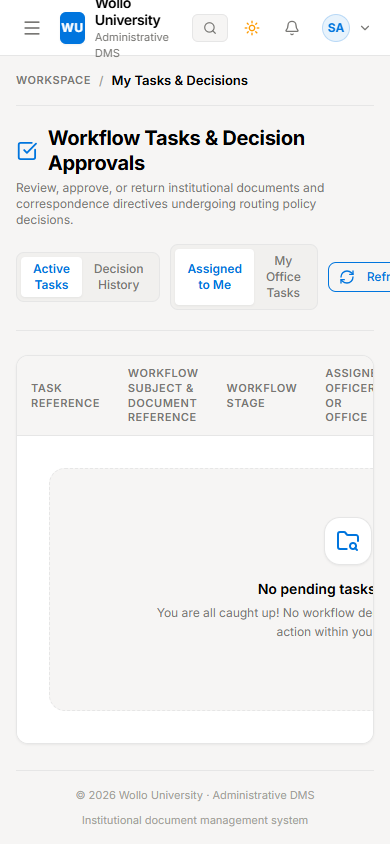 Wollo
University
Administrative
DMS
WU
SA
WORKSPACE / My Tasks & Decisions
Workflow Tasks & Decision
Approvals
Review, approve, or return institutional documents and
correspondence directives undergoing routing policy
decisions.
Active
Tasks
Decision
History
Assigned
to Me
My
Office
Tasks
Refr
TASK
REFERENCE
WORKFLOW
SUBJECT &
DOCUMENT
REFERENCE
WORKFLOW
STAGE
ASSIGNE
OFFICER
OR
OFFICE
No pending tasks
You are all caught up! No workflow de
action within you
© 2026 Wollo University · Administrative DMS
Institutional document management system